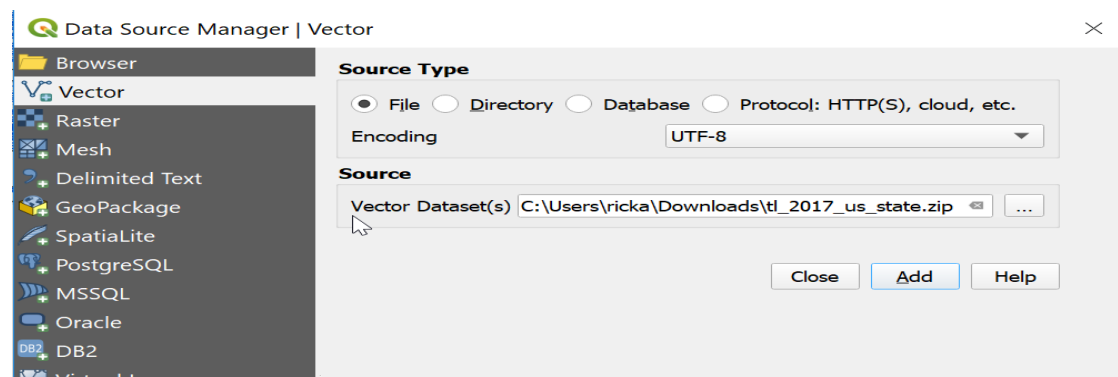 Data Source Manager | Vector
Browser
Vector
Raster
Mesh
Delimited Text
GeoPackage
SpatiaLite
PostgreSQL
MSSQL
Oracle
DB2
DB2
Source Type
File Directory Database Protocol: HTTP(S), cloud, etc.
Encoding UTF-8
Source
Vector Dataset(s) C:\Users\ricka\Downloads\tl_2017_us_state.zip ...
Close Add Help